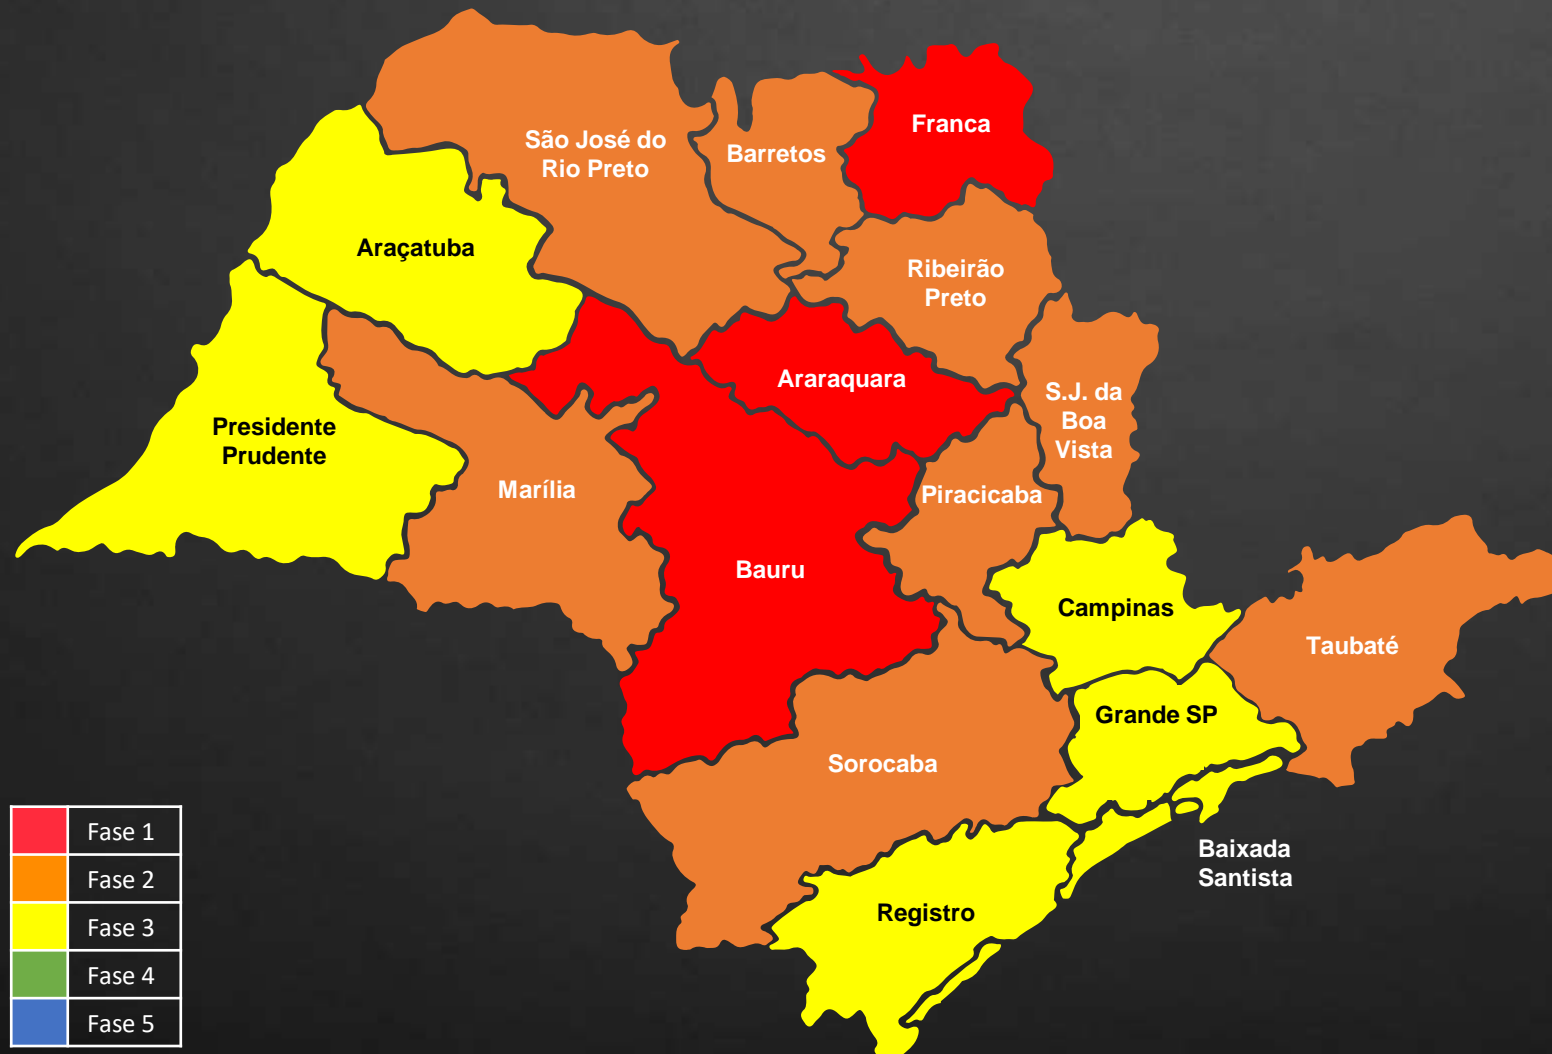 Franca
São José do
Rio Preto
Barretos
Araçatuba
Ribeirão
Preto
Araraquara
S.J. da
Boa
Vista
Presidente
Prudente
Marília
Piracicaba
Bauru
Campinas
Taubaté
Grande SP
Sorocaba
Baixada
Santista
Registro
Fase 1
Fase 2
Fase 3
Fase 4
Fase 5